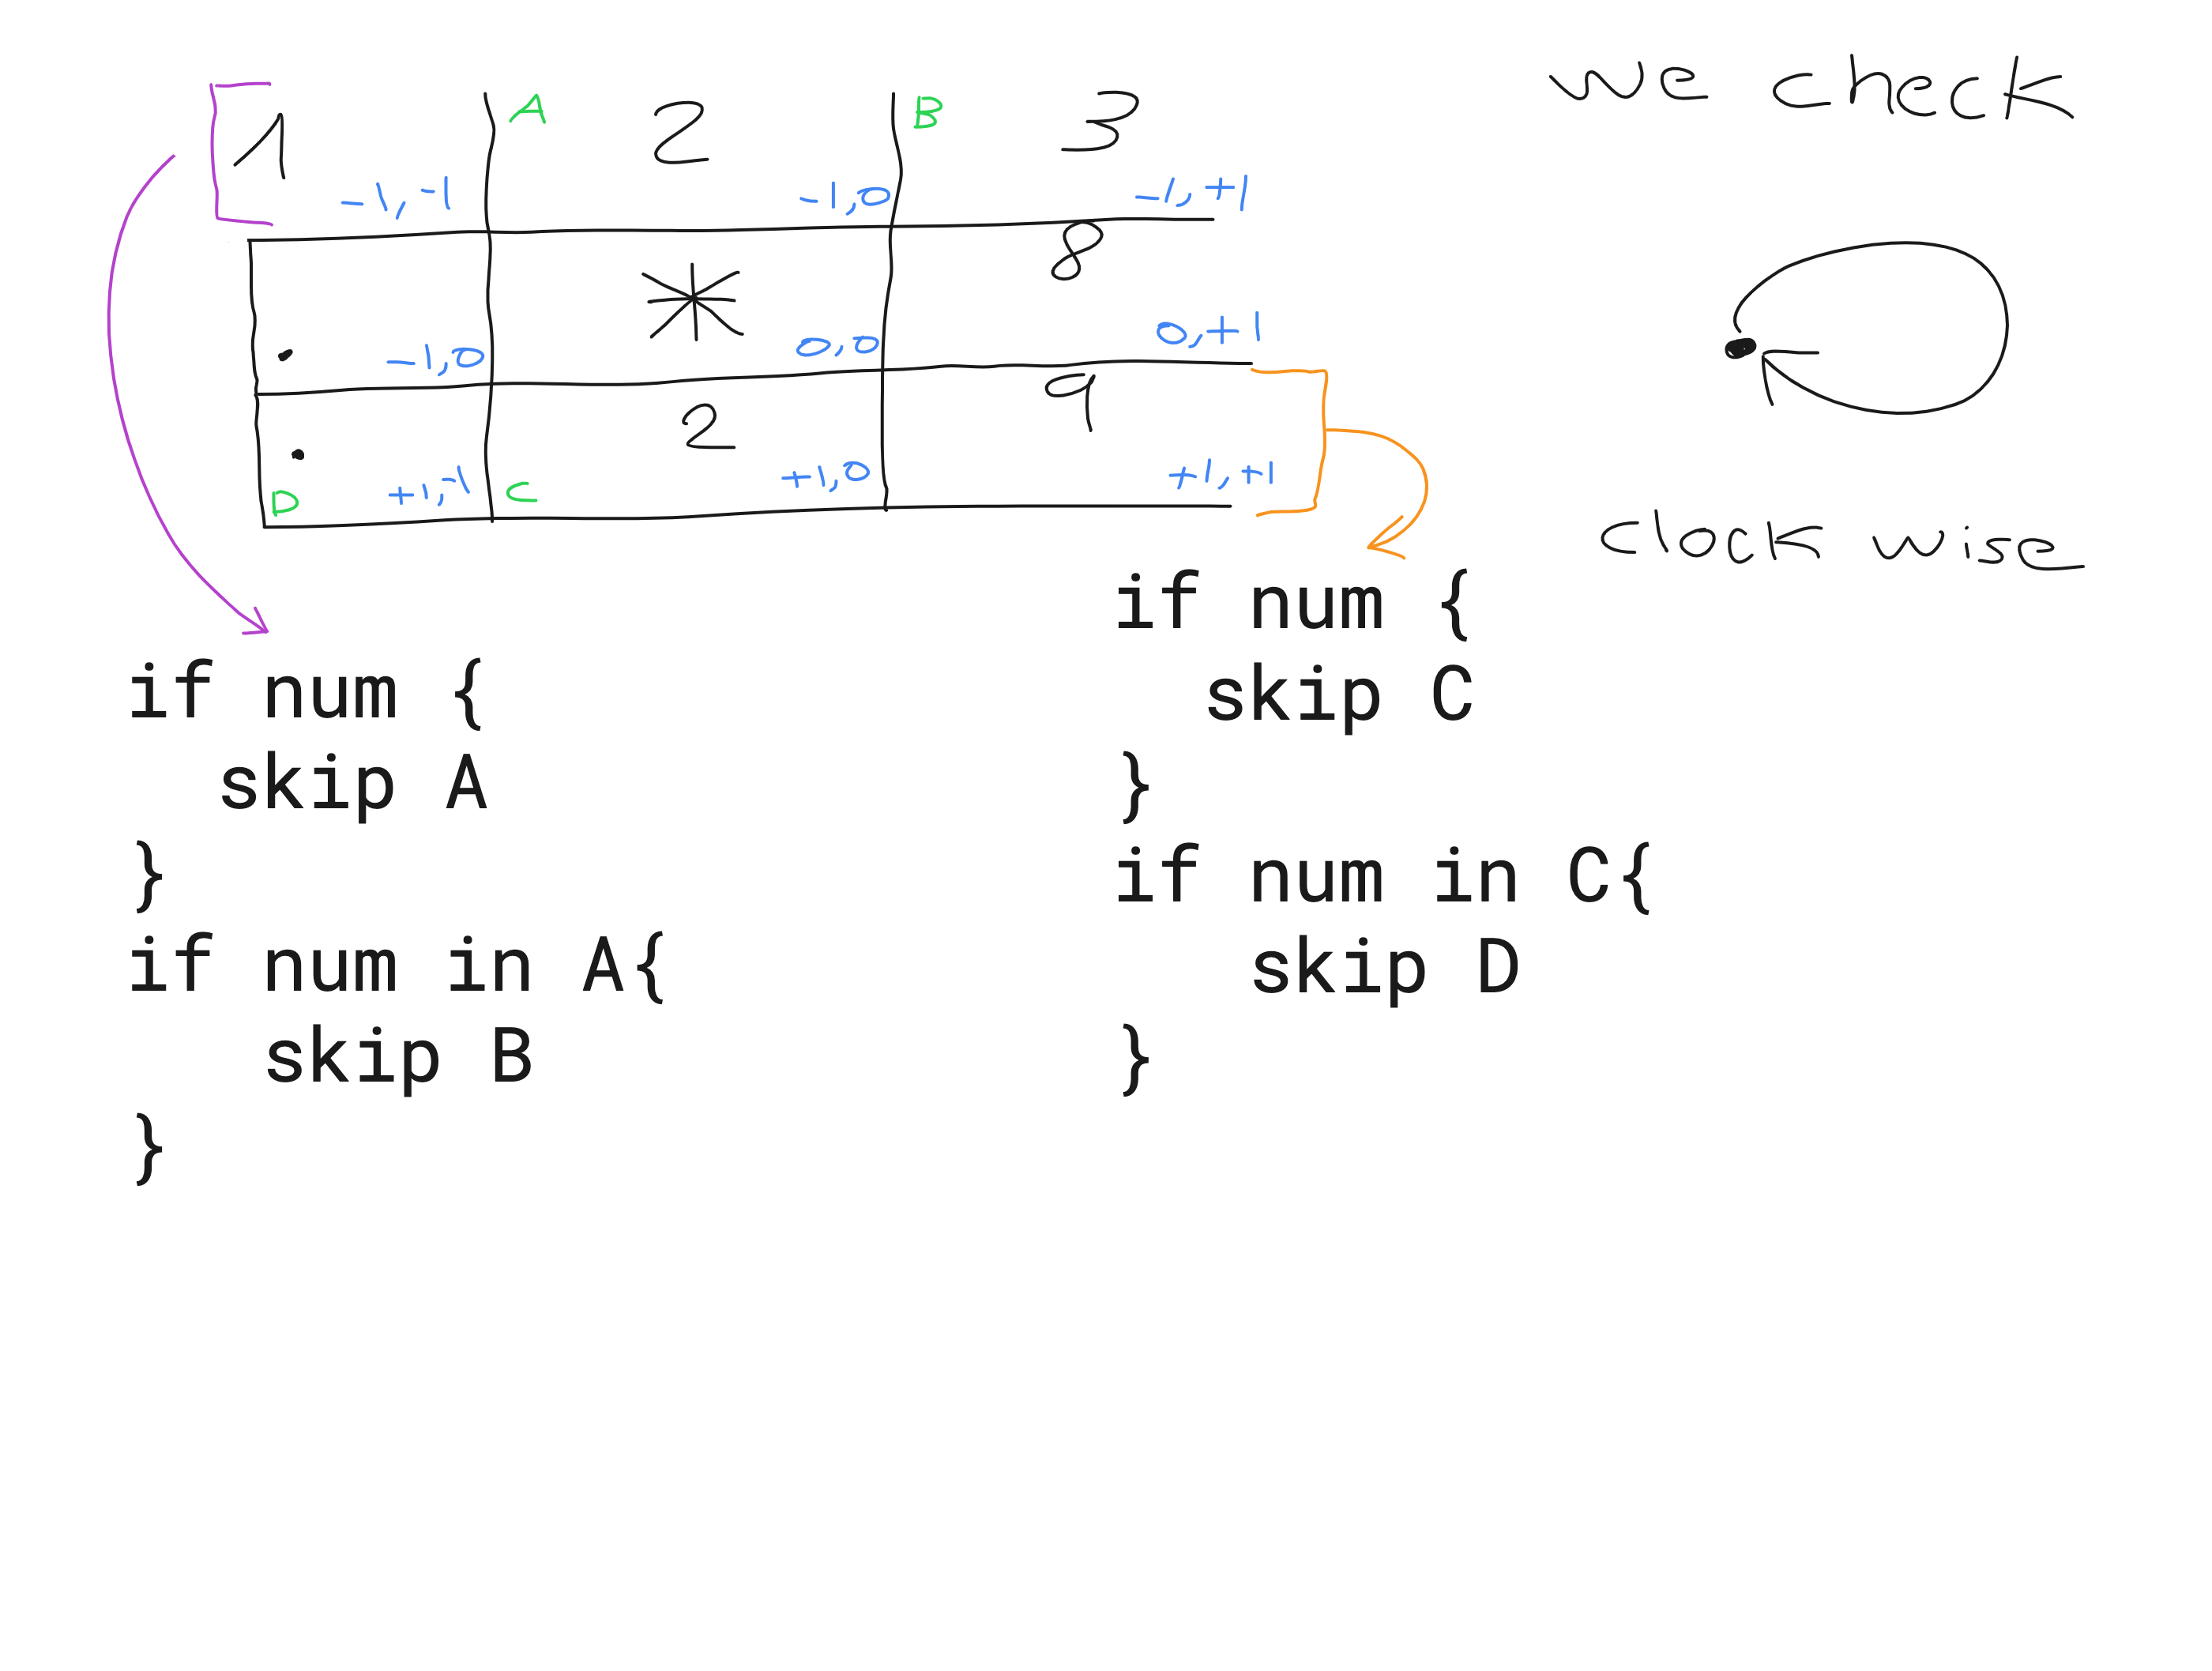 we check
1 A 2 B 3
-1, -1 -1,0 -1, +1
* 8
-1,0 0,0 0,+1
. 2 9
D +1,-1 C +1,0 +1,+1
clock wise
if num {
skip A
}
if num in A{
skip B
}
if num {
skip C
}
if num in C{
skip D
}